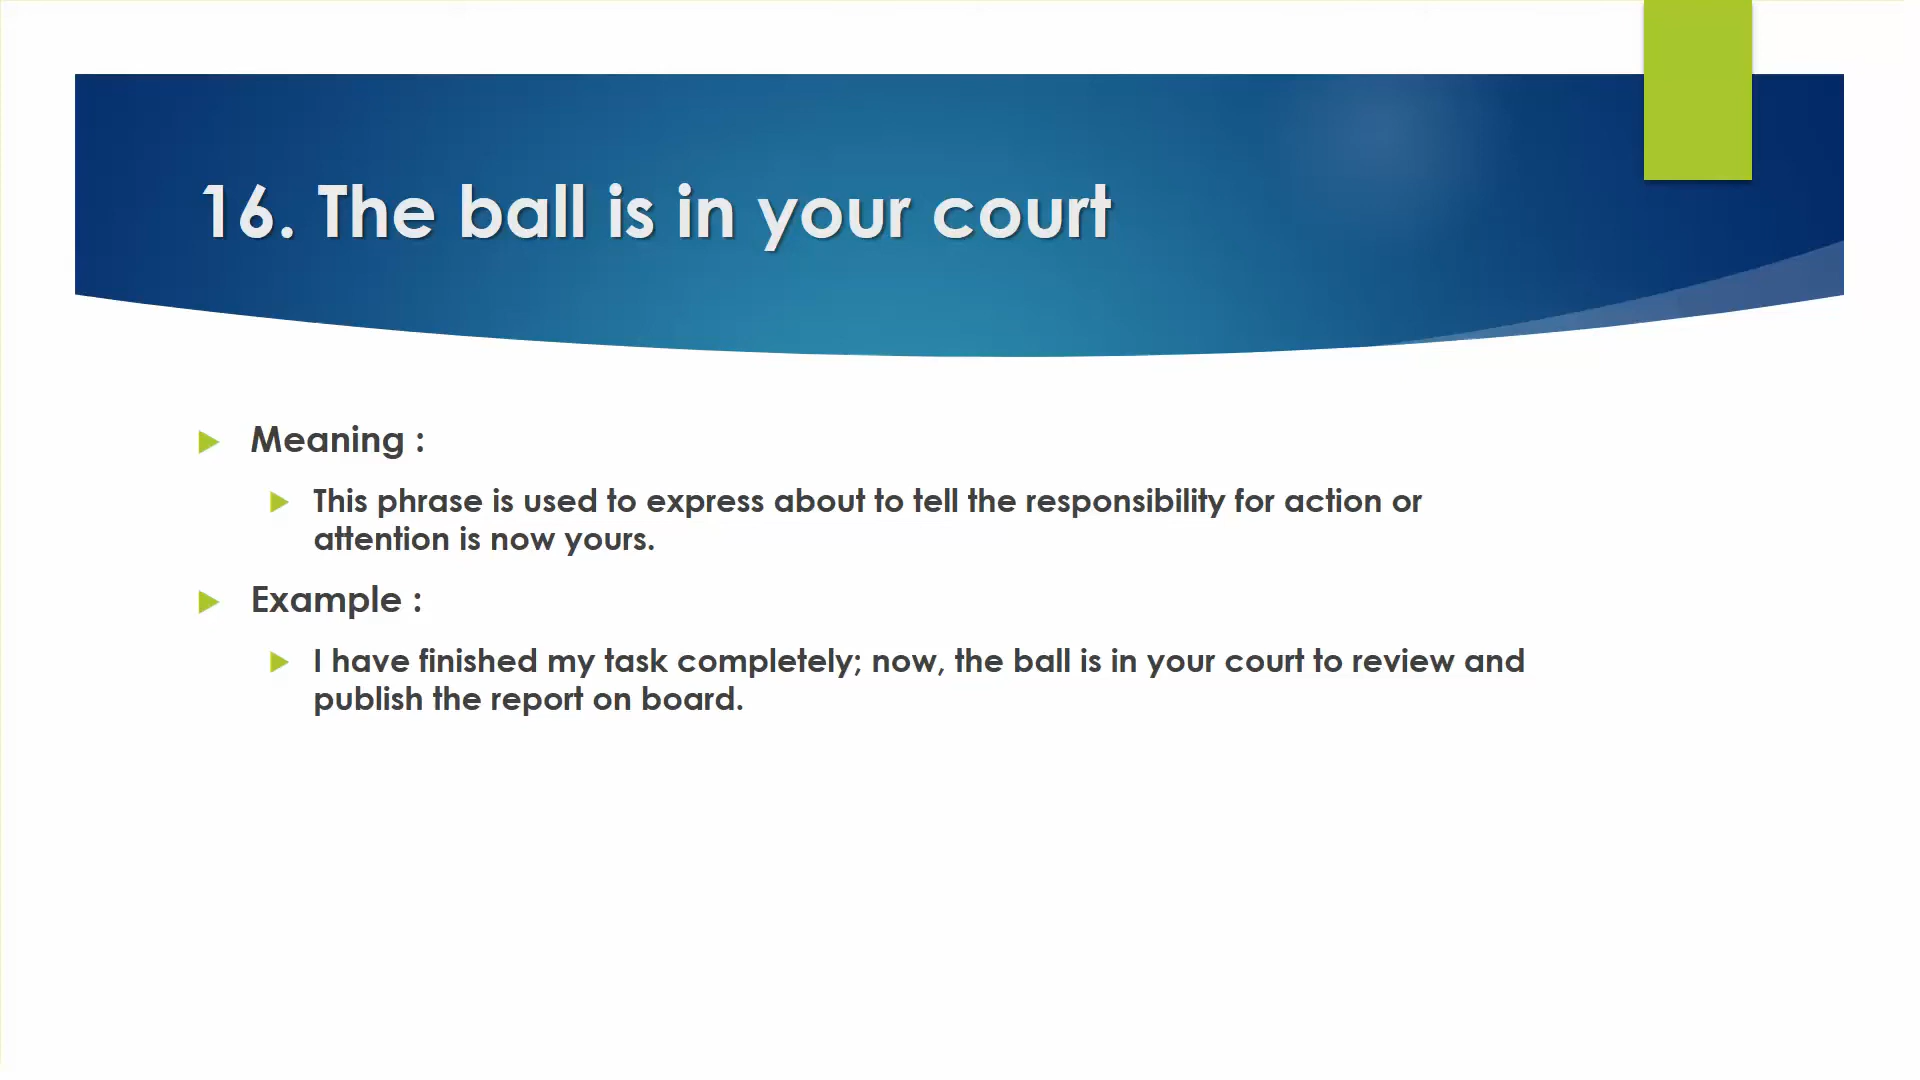 16. The ball is in your court
Meaning :
This phrase is used to express about to tell the responsibility for action or
attention is now yours.
Example :
I have finished my task completely; now, the ball is in your court to review and
publish the report on board.